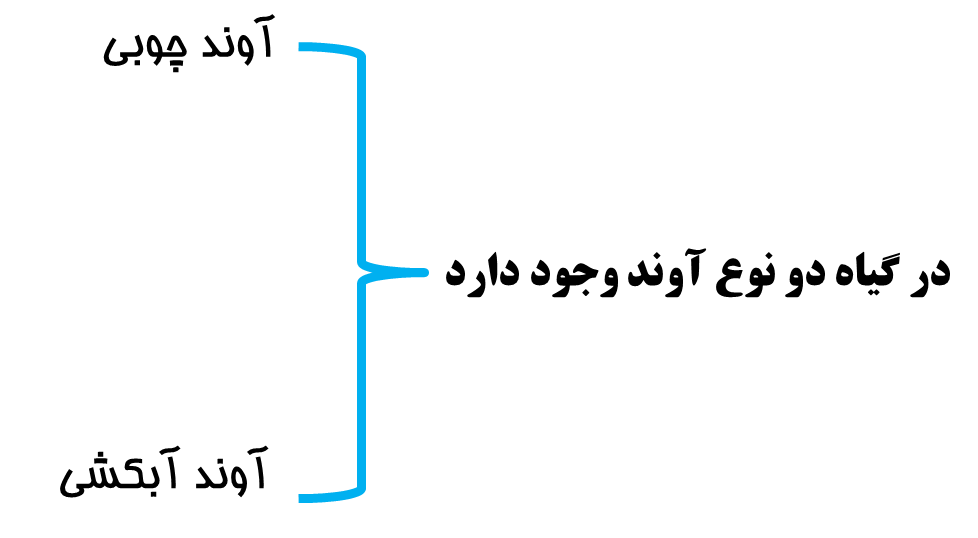 در گیاه دو نوع آوند وجود دارد
آوند چوبی
آوند آبکشی